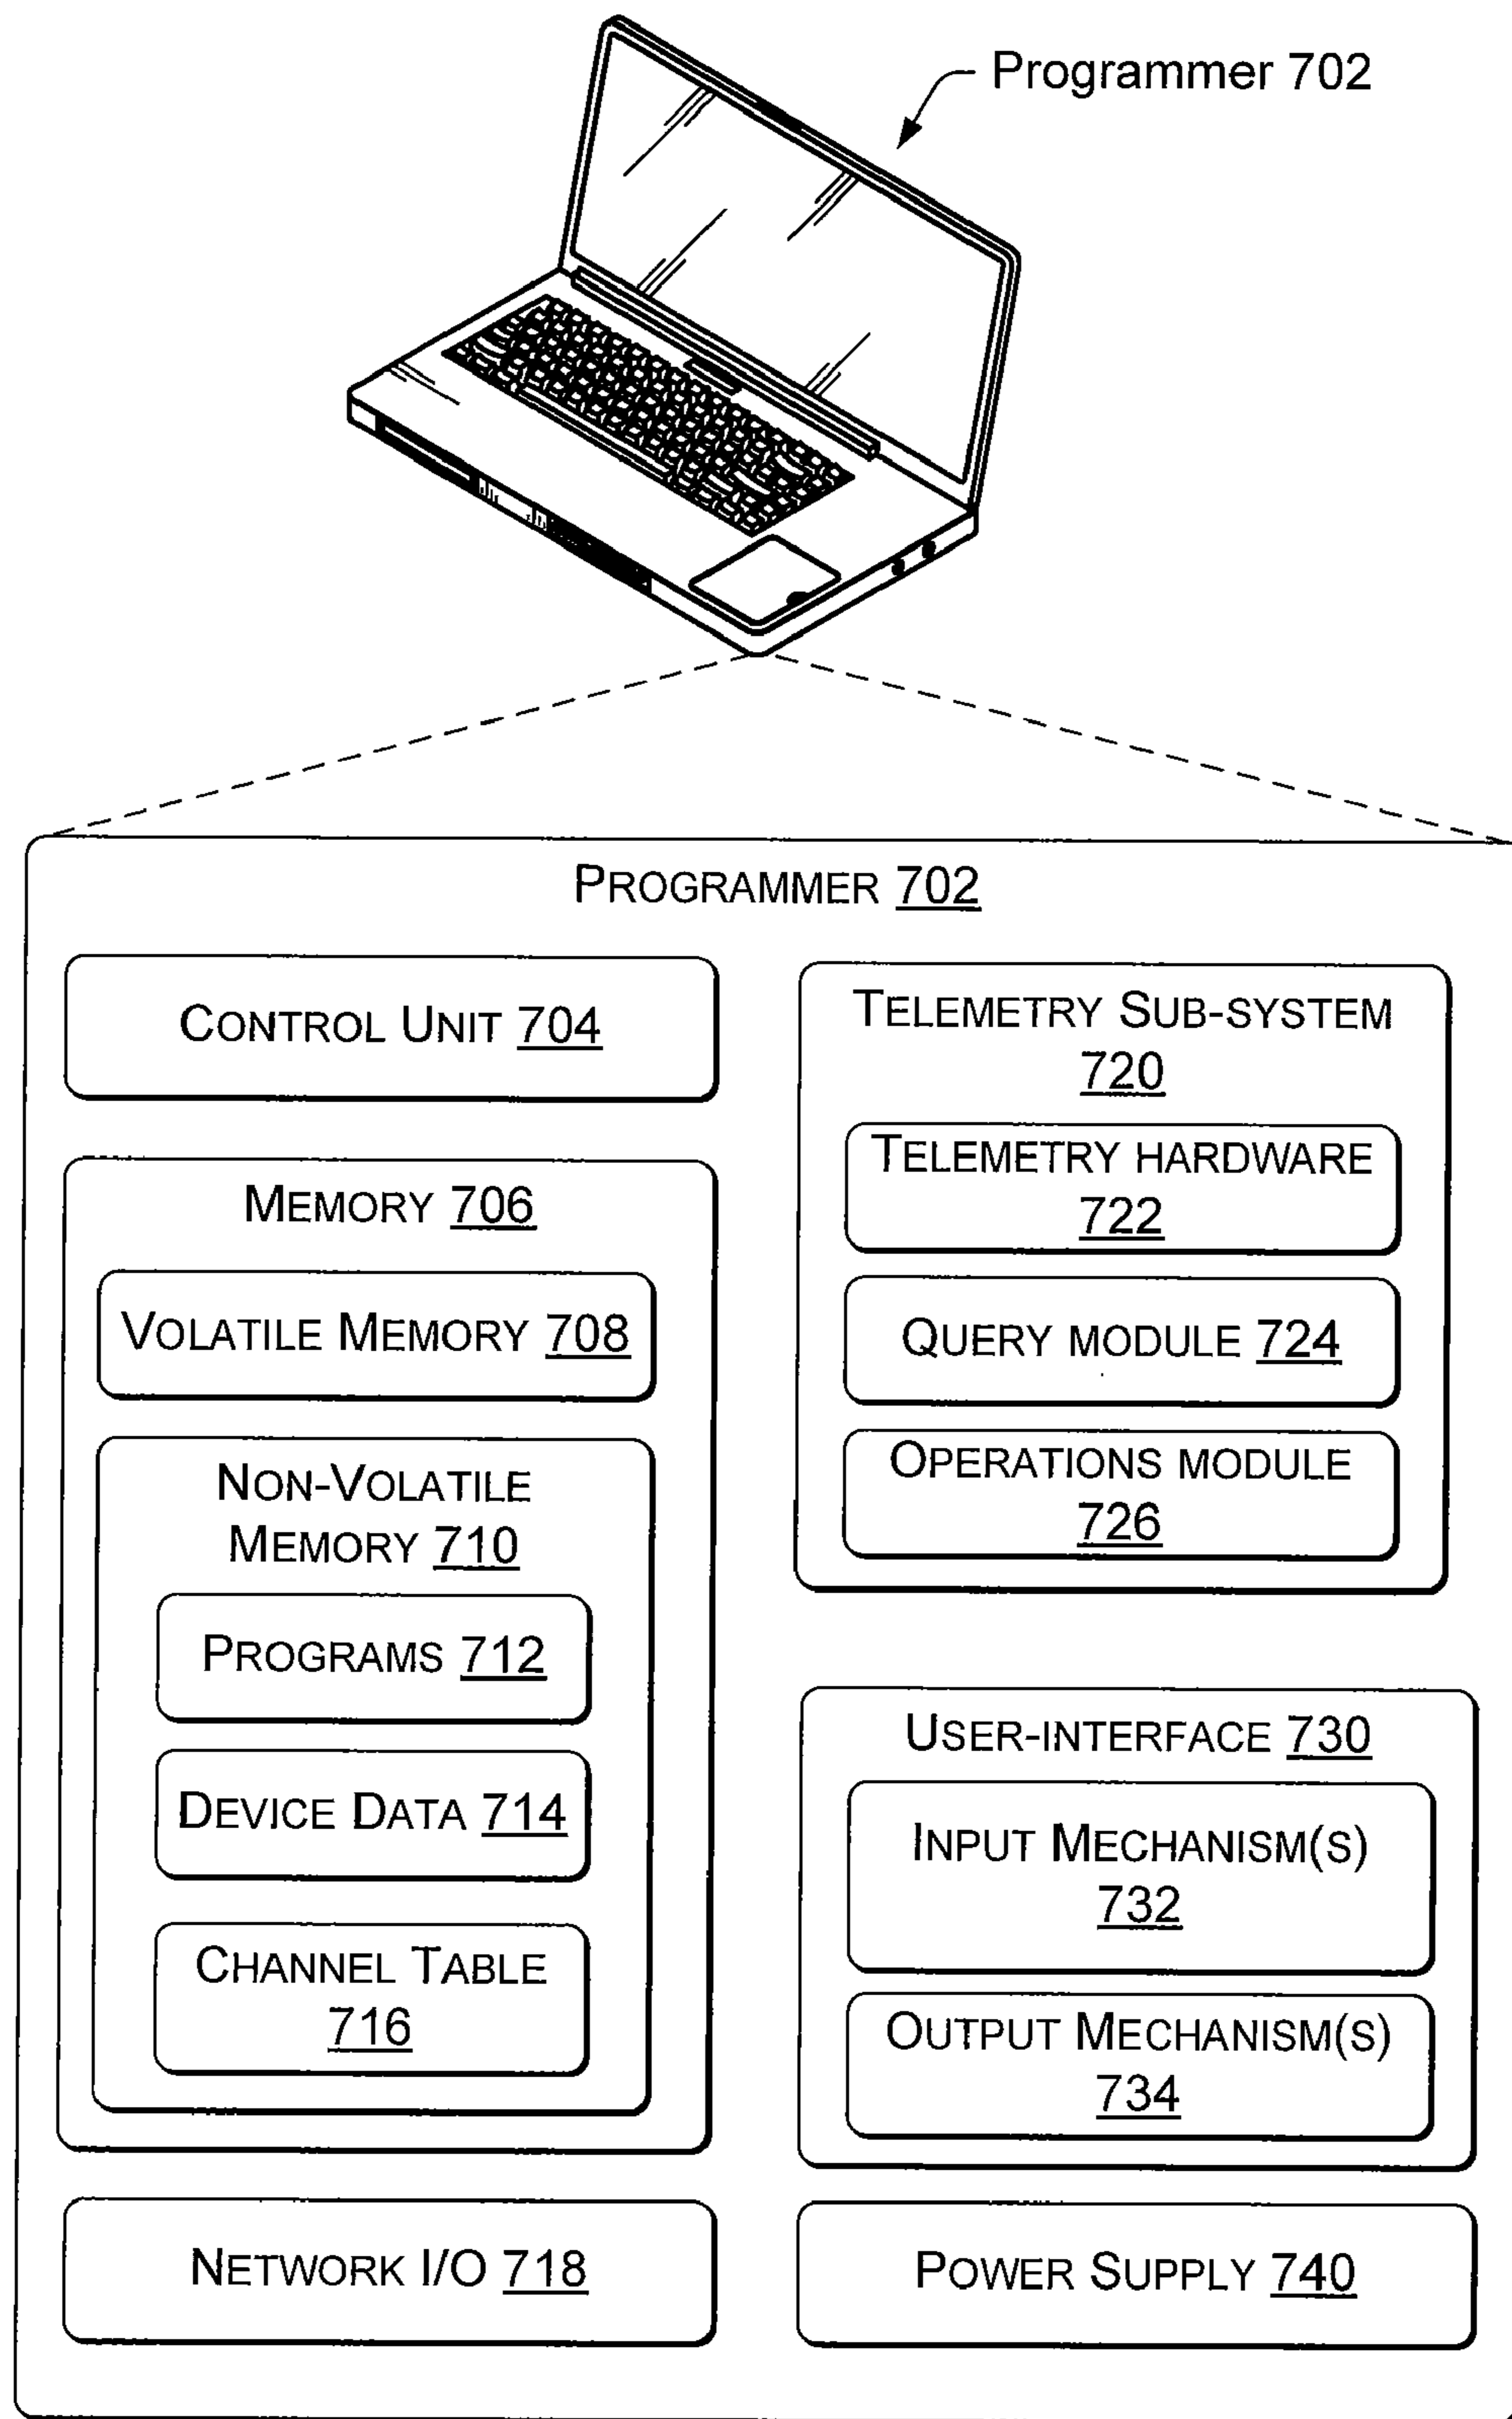 Programmer 702
PROGRAMMER 702
CONTROL UNIT 704
MEMORY 706
VOLATILE MEMORY 708
NON-VOLATILE
MEMORY 710
PROGRAMS 712
DEVICE DATA 714
CHANNEL TABLE
716
NETWORK I/O 718
TELEMETRY SUB-SYSTEM
720
TELEMETRY HARDWARE
722
QUERY MODULE 724
OPERATIONS MODULE
726
USER-INTERFACE 730
INPUT MECHANISM(S)
732
OUTPUT MECHANISM(S)
734
POWER SUPPLY 740